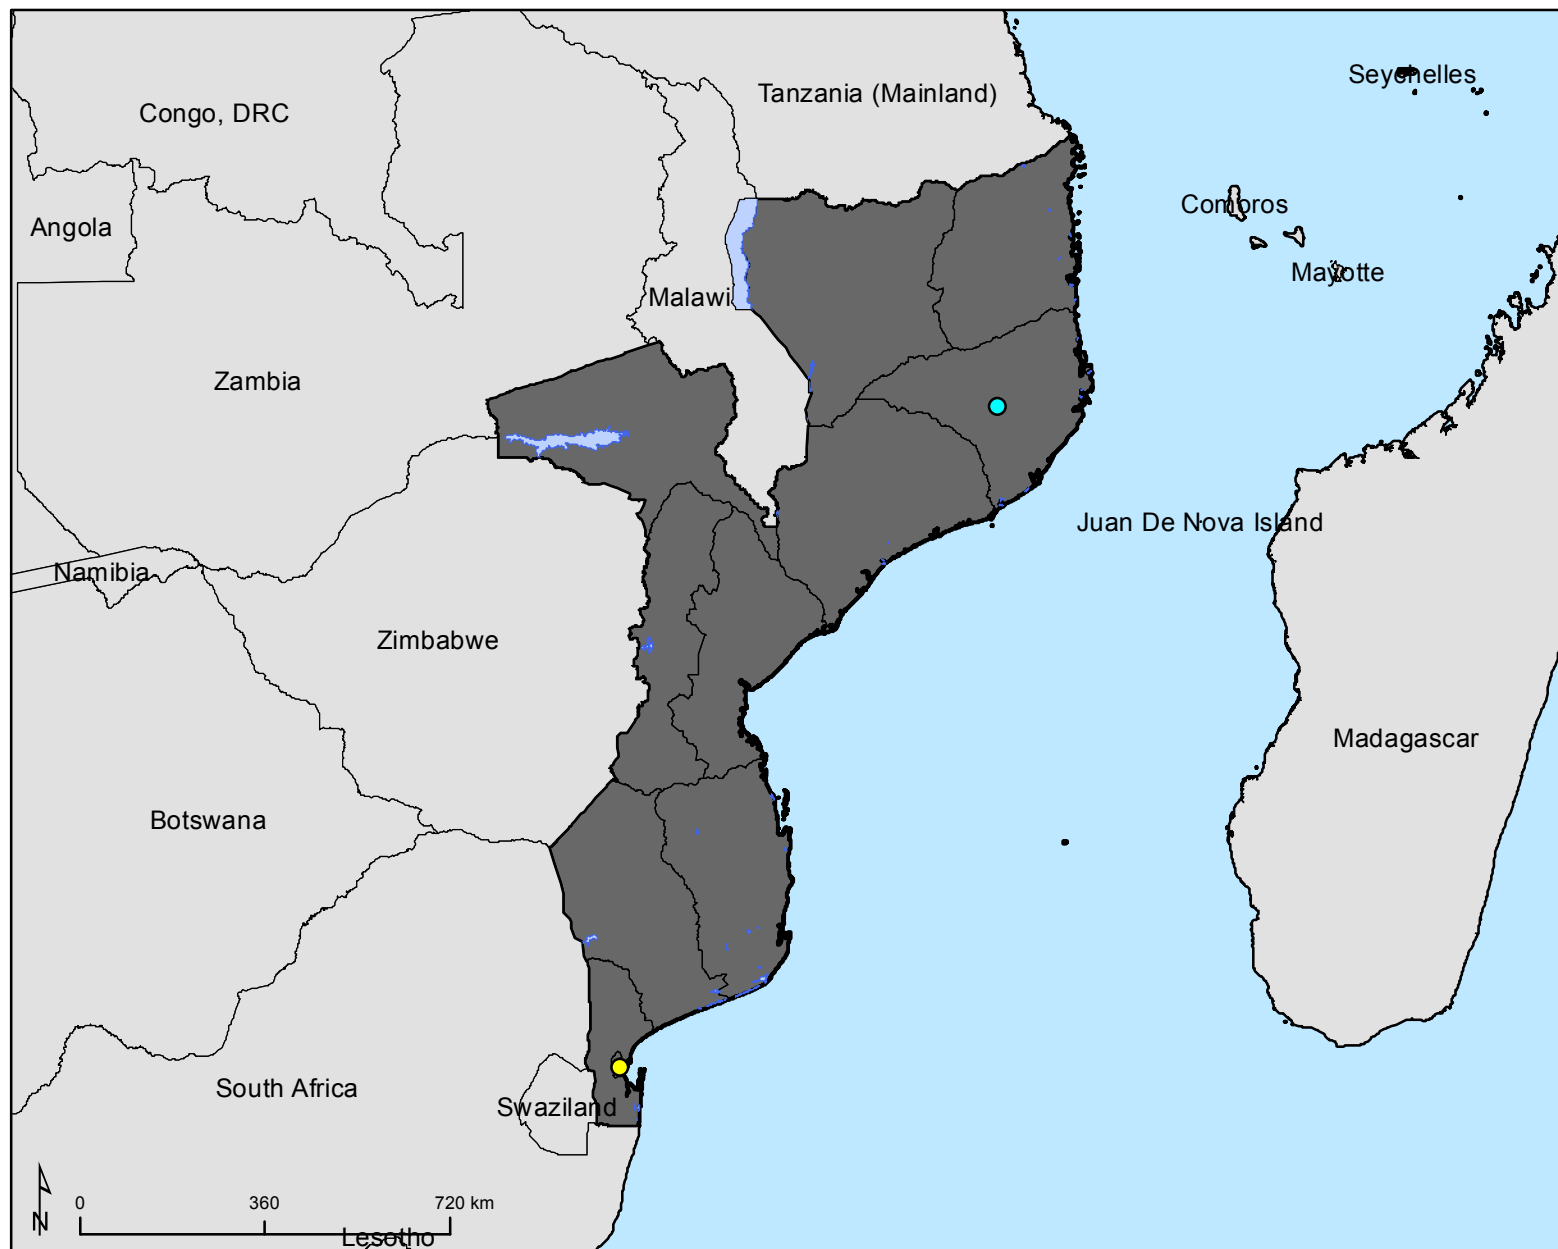 Seychelles
Tanzania (Mainland)
Congo, DRC
Comoros
Angola
Mayotte
Malawi
Zambia
Juan De Nova Island
Namibia
Zimbabwe
Madagascar
Botswana
South Africa
Swaziland
0 360 720 km
N
Lesotho